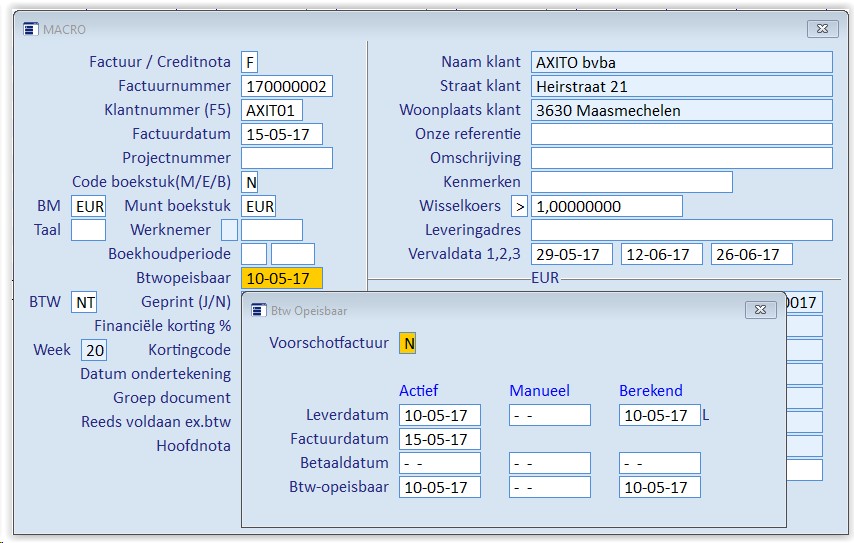 MACRO
Factuur / Creditnota F
Factuurnummer 170000002
Klantnummer (F5) AXIT01
Factuurdatum 15-05-17
Projectnummer
Code boekstuk(M/E/B) N
BM EUR Munt boekstuk EUR
Taal Werknemer
Boekhoudperiode
Btwopeisbaar 10-05-17
BTW NT Geprint (J/N)
Financiële korting %
Week 20 Kortingcode
Datum ondertekening
Groep document
Reeds voldaan ex.btw
Hoofdnota
Naam klant AXITO bvba
Straat klant Heirstraat 21
Woonplaats klant 3630 Maasmechelen
Onze referentie
Omschrijving
Kenmerken
Wisselkoers > 1,00000000
Leveringadres
Vervaldata 1,2,3 29-05-17 12-06-17 26-06-17
EUR
0017
Btw Opeisbaar
Voorschotfactuur N
Actief Manueel Berekend
Leverdatum 10-05-17 - - 10-05-17 L
Factuurdatum 15-05-17
Betaaldatum - - - - - -
Btw-opeisbaar 10-05-17 - - 10-05-17